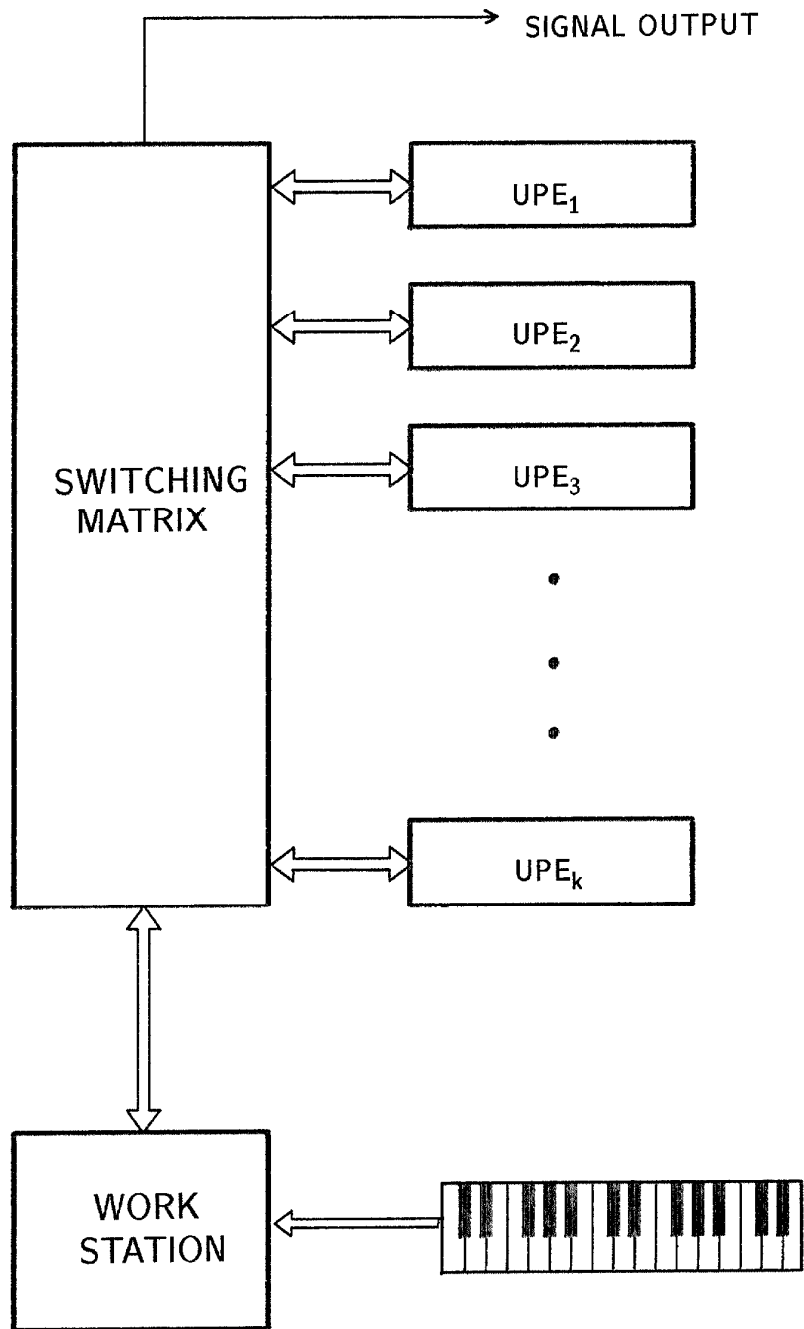 SIGNAL OUTPUT
UPE₁
UPE₂
SWITCHING
MATRIX
UPE₃
UPEₖ
WORK
STATION